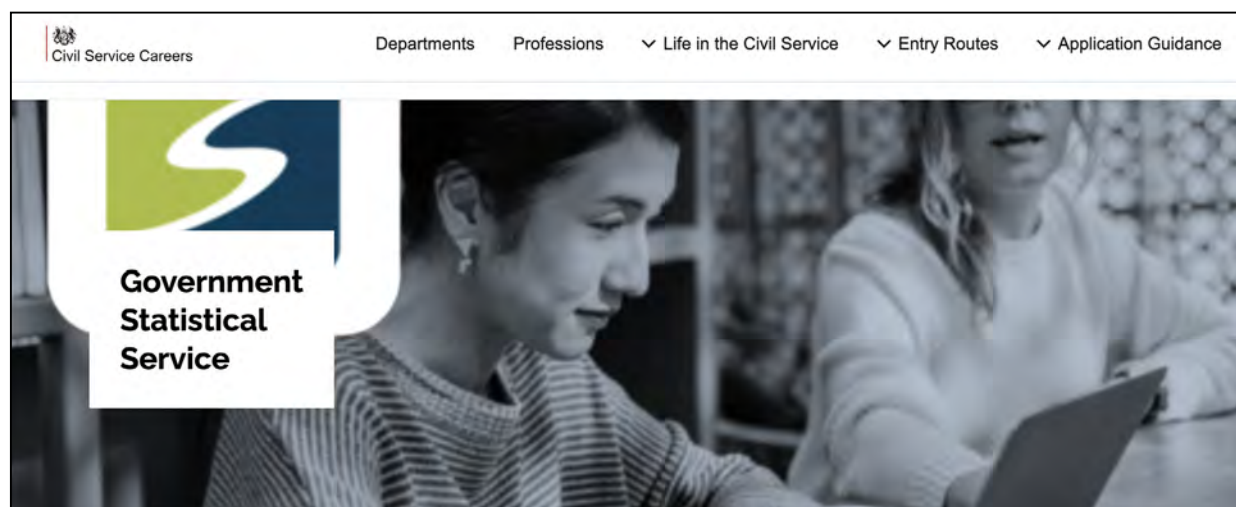 Civil Service Careers
Departments Professions Life in the Civil Service Entry Routes Application Guidance
Government
Statistical
Service